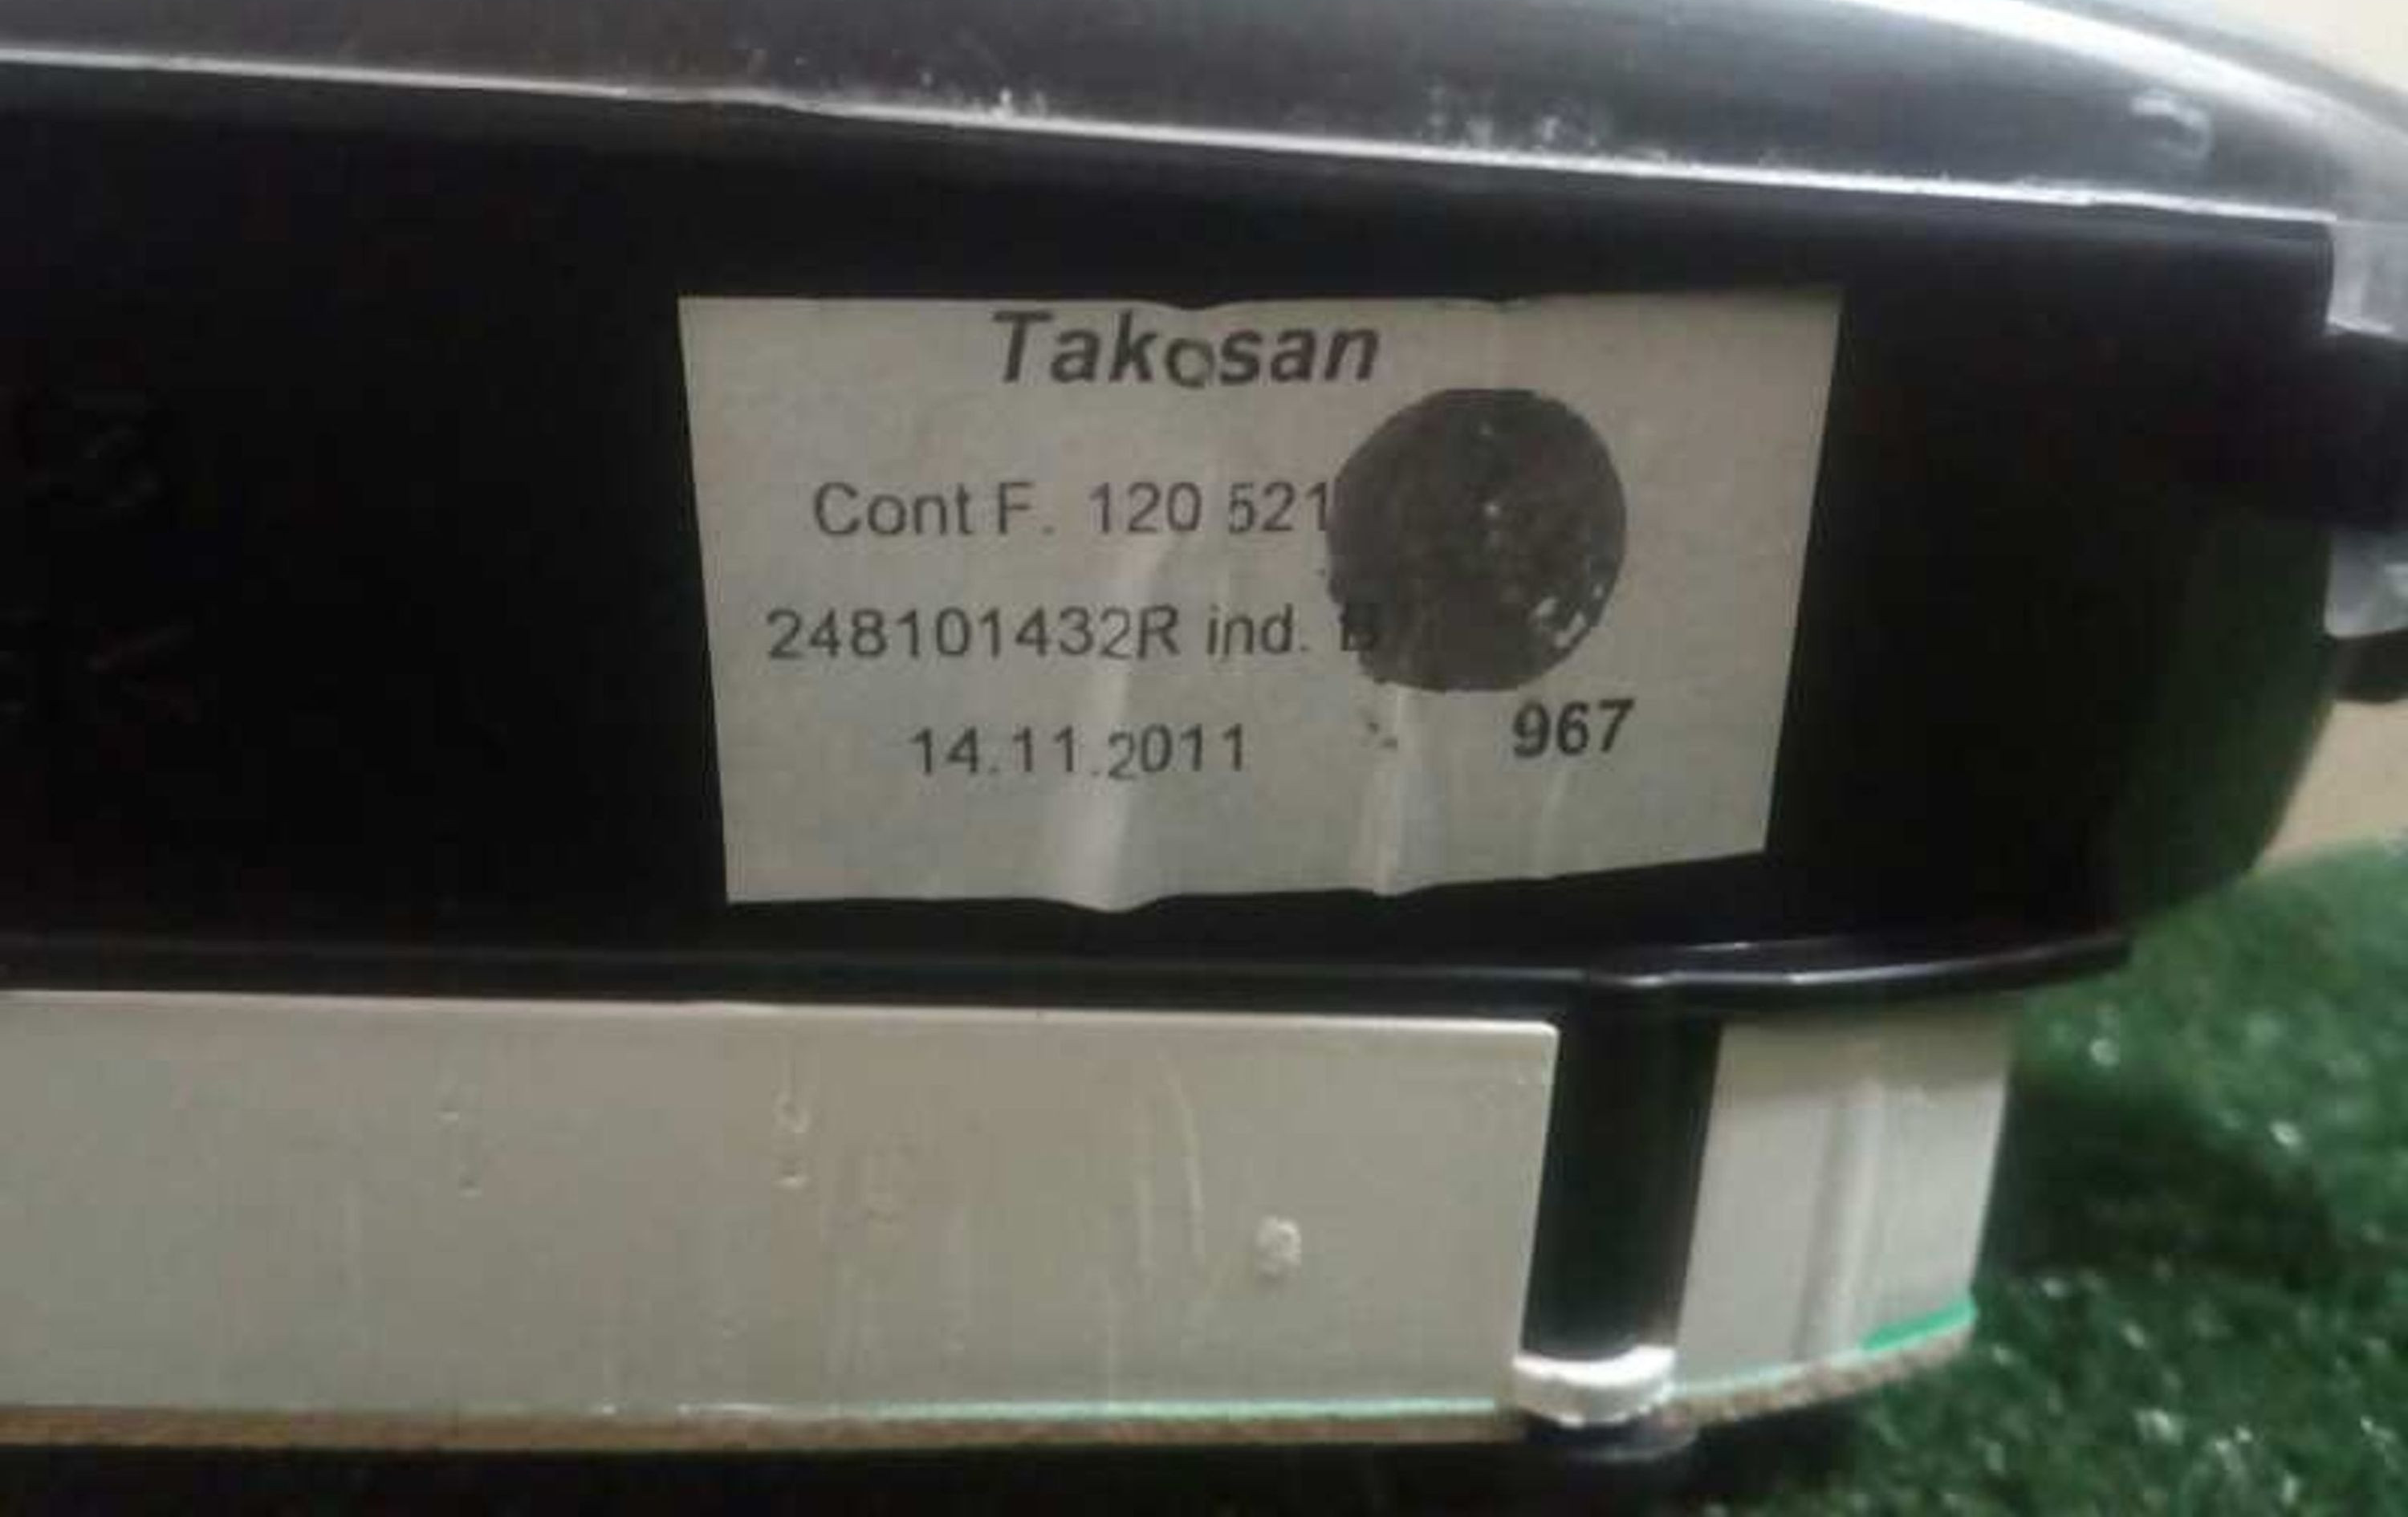 Takosan
Cont F. 120 521
248101432R ind. B
14.11.2011 967